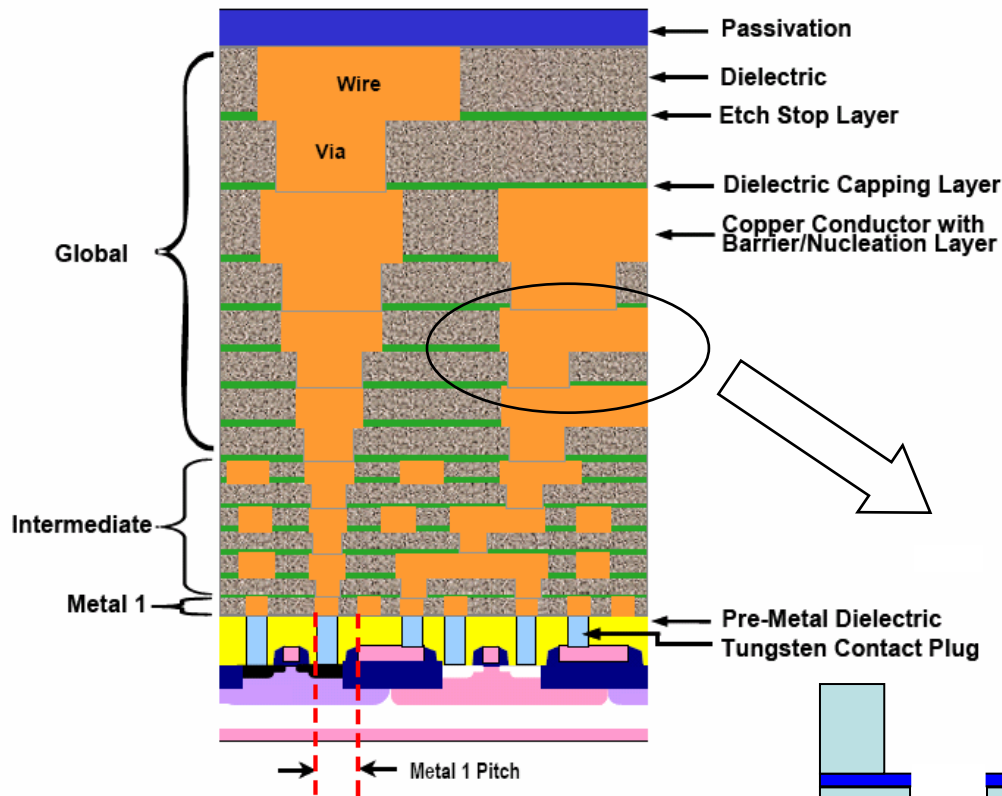 Passivation
Wire
Dielectric
Etch Stop Layer
Via
Dielectric Capping Layer
Copper Conductor with
Barrier/Nucleation Layer
Global
Intermediate
Metal 1
Pre-Metal Dielectric
Tungsten Contact Plug
Metal 1 Pitch